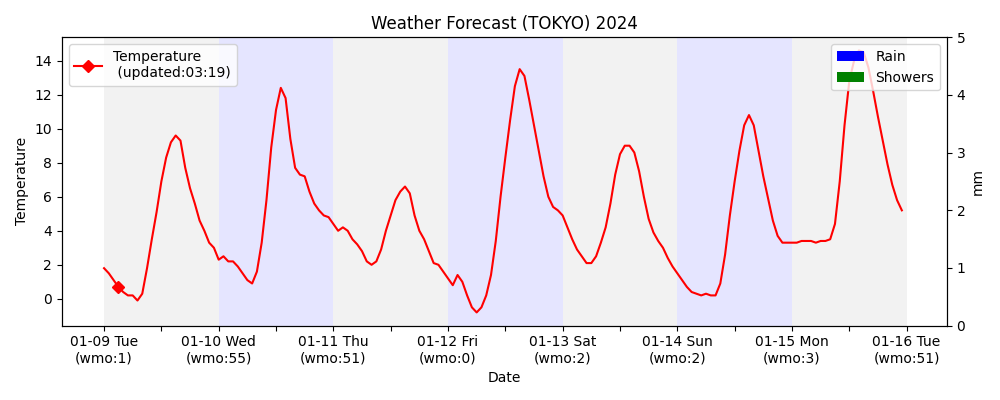 Weather Forecast (TOKYO) 2024
Temperature
(updated:03:19)
Rain
Showers
14
12
10
8
6
4
2
0
Temperature
5
4
3
2
1
0
mm
01-09 Tue
(wmo:1)
01-10 Wed
(wmo:55)
01-11 Thu
(wmo:51)
01-12 Fri
(wmo:0)
01-13 Sat
(wmo:2)
01-14 Sun
(wmo:2)
01-15 Mon
(wmo:3)
01-16 Tue
(wmo:51)
Date